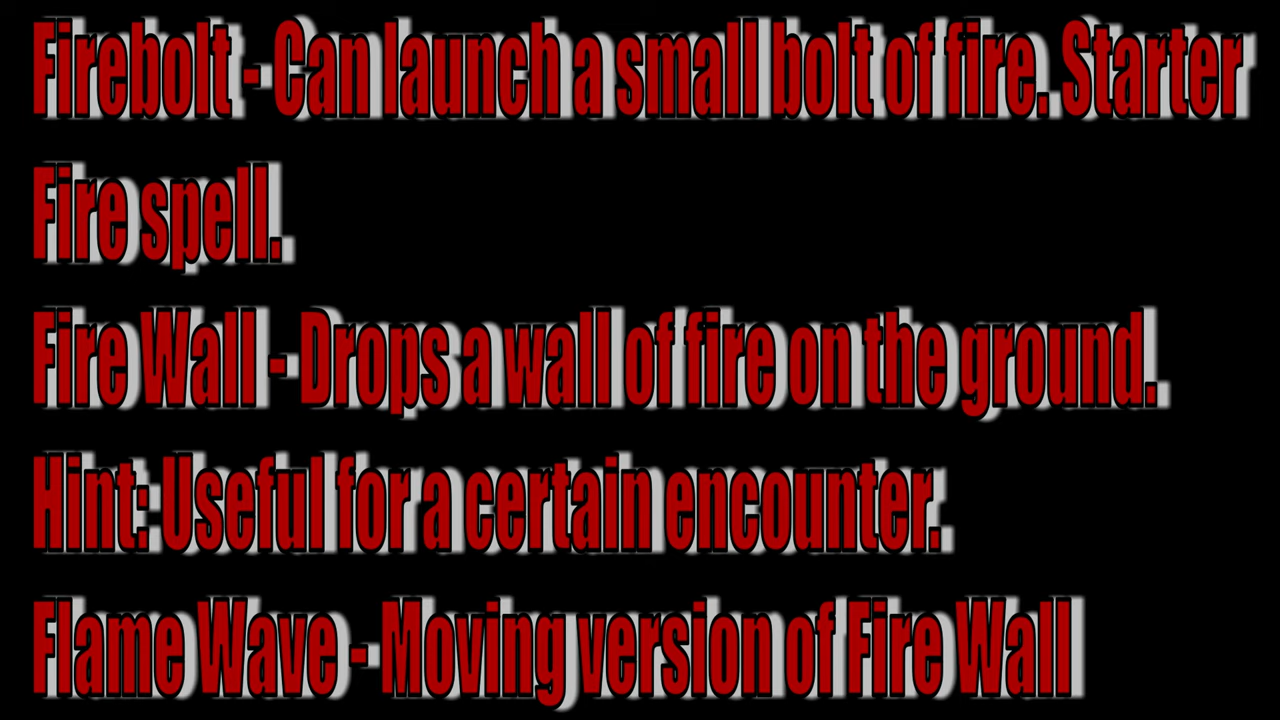 Firebolt - Can launch a small bolt of fire. Starter
Fire spell.
Fire Wall - Drops a wall of fire on the ground.
Hint: Useful for a certain encounter.
Flame Wave - Moving version of Fire Wall